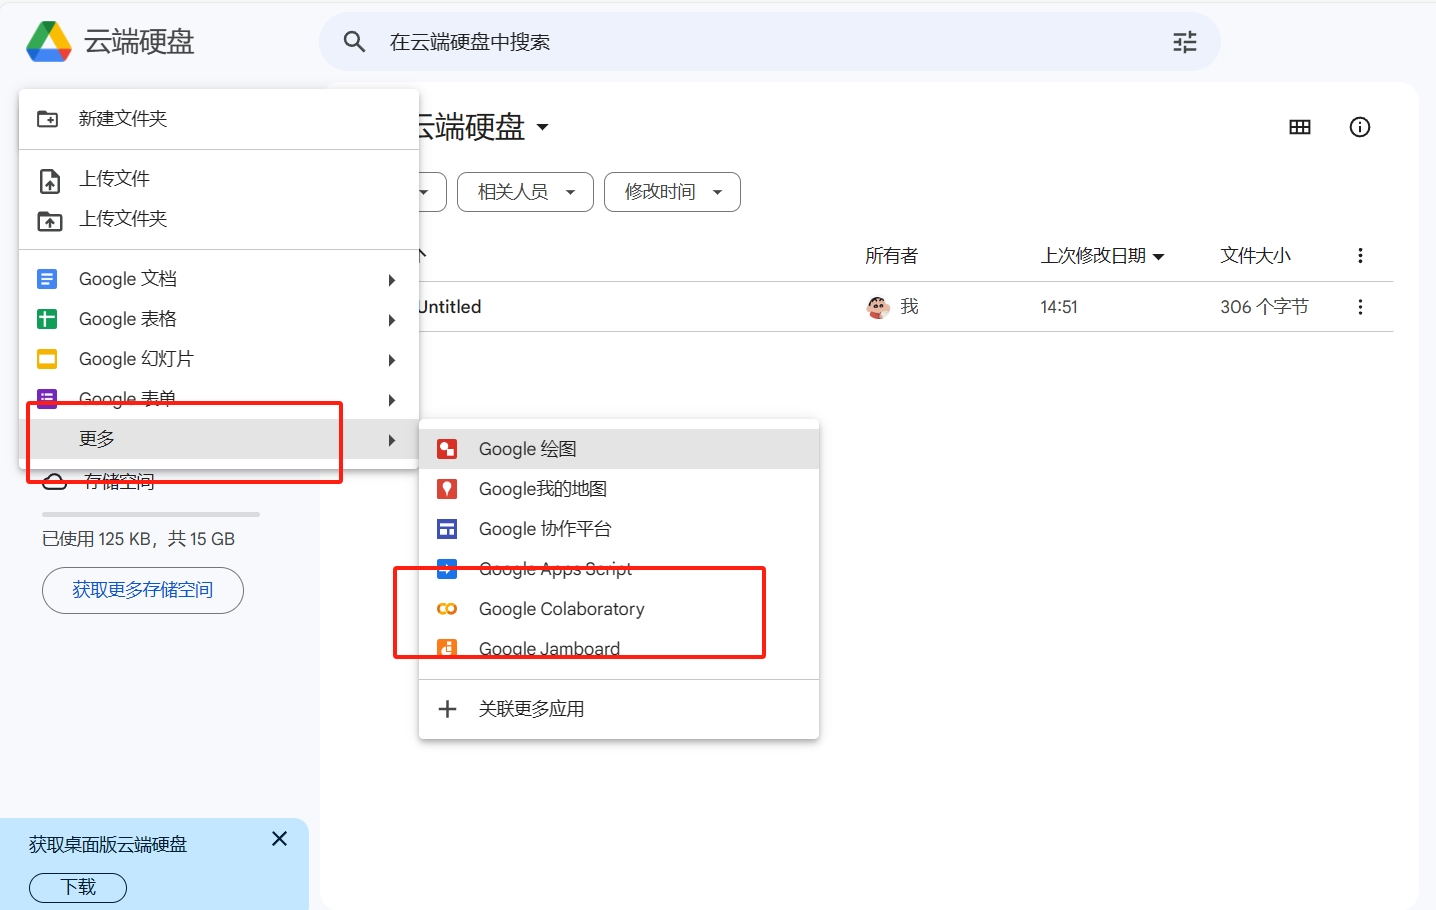 云端硬盘
在云端硬盘中搜索
新建文件夹
上传文件
上传文件夹
Google 文档
Google 表格
Google 幻灯片
Google 表单
更多
存储空间
已使用 125 KB，共 15 GB
获取更多存储空间
获取桌面版云端硬盘
下载
云端硬盘
相关人员
修改时间
所有者
上次修改日期
文件大小
Untitled
我
14:51
306 个字节
Google 绘图
Google我的地图
Google 协作平台
Google Apps Script
Google Colaboratory
Google Jamboard
关联更多应用